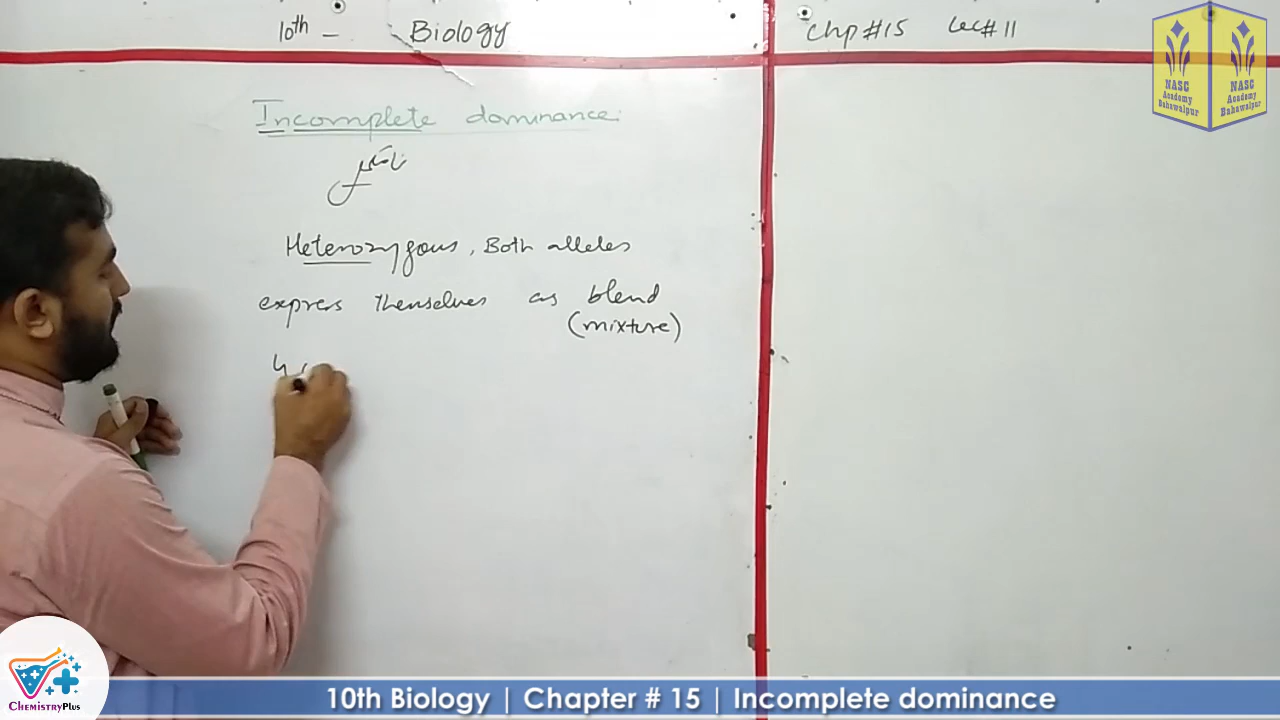 10th - Biology
Chp #15 Lec# 11
NASC Academy Bahawalpur
NASC Academy Bahawalpur
Incomplete dominance:
Heterozygous, Both alleles
express themselves as blend
(mixture)
ChemistryPlus
10th Biology | Chapter # 15 | Incomplete dominance